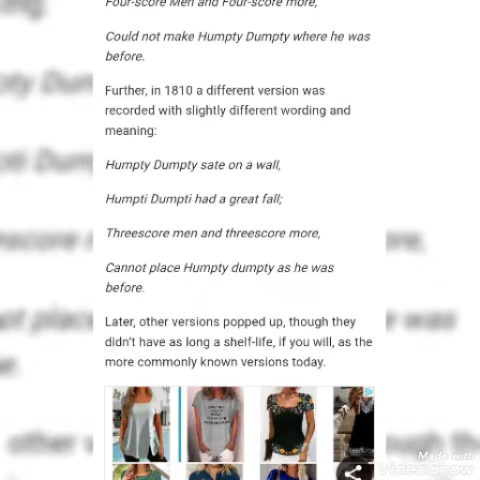 Four-score Men and Four-score more,
Could not make Humpty Dumpty where he was
before.
Further, in 1810 a different version was
recorded with slightly different wording and
meaning:
Humpty Dumpty sate on a wall,
Humpti Dumpti had a great fall;
Threescore men and threescore more,
Cannot place Humpty dumpty as he was
before.
Later, other versions popped up, though they
didn't have as long a shelf-life, if you will, as the
more commonly known versions today.
Made with
VideoShow